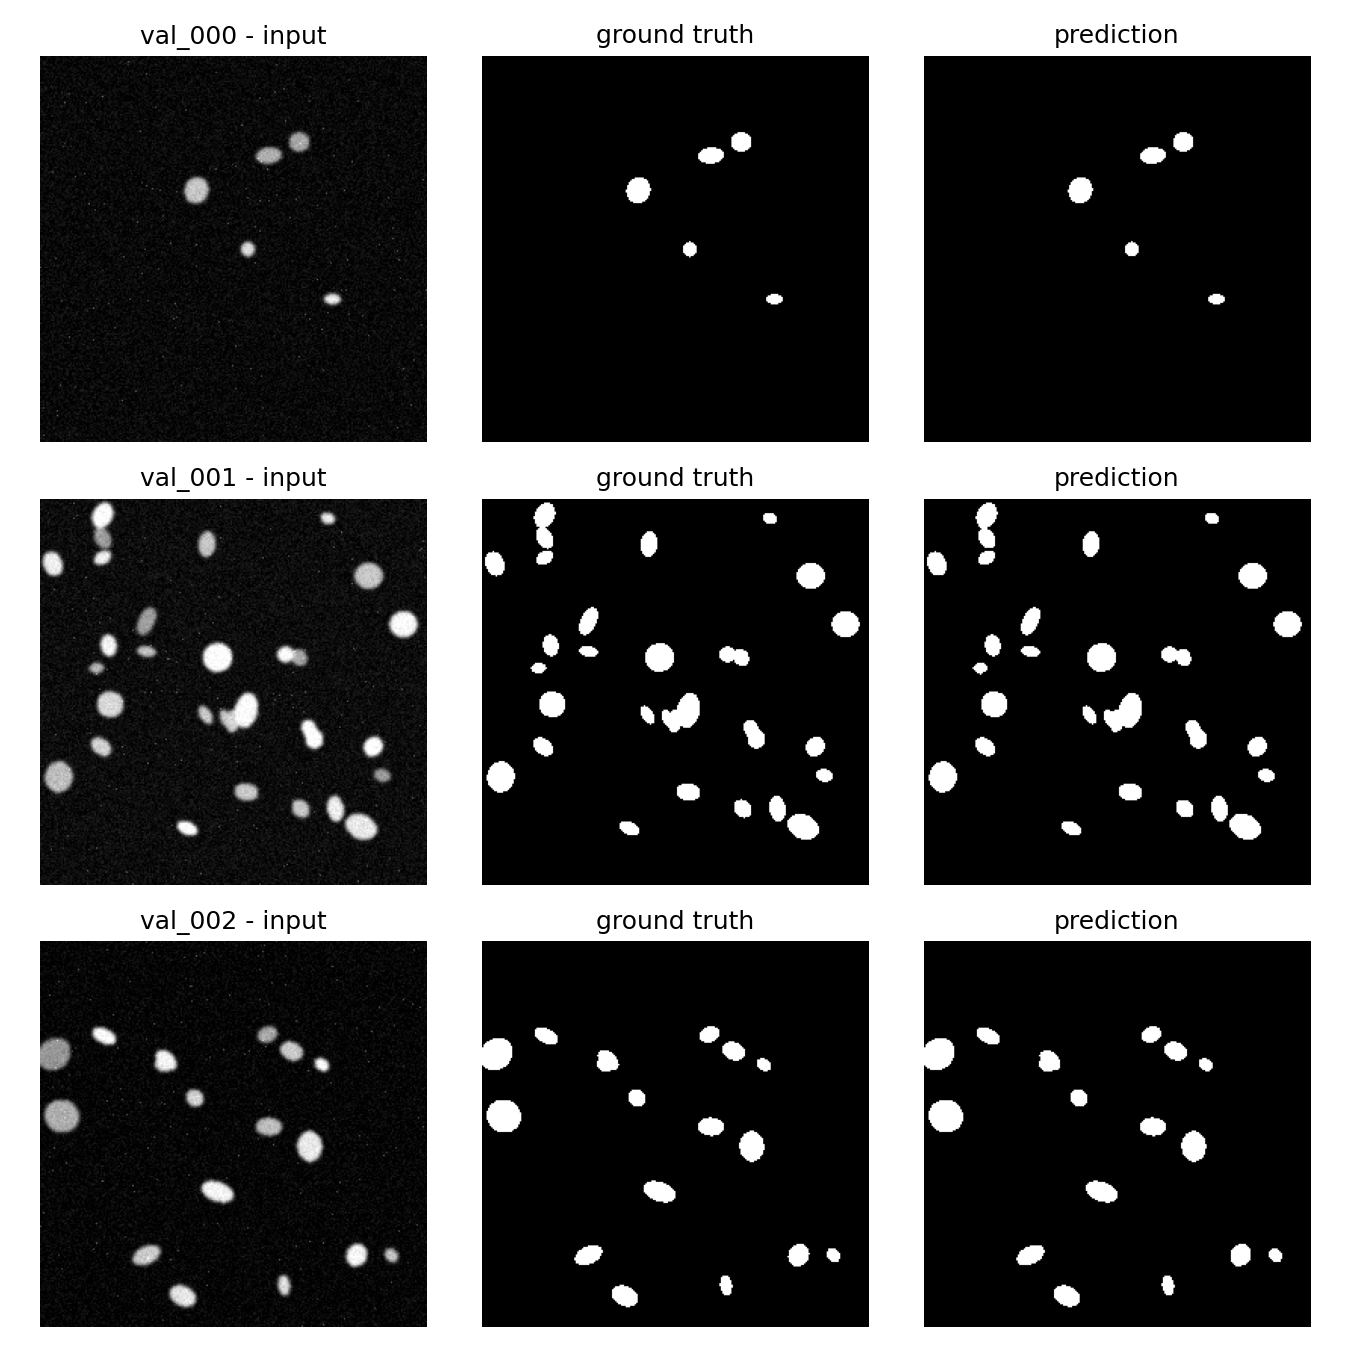 val_000 - input
ground truth
prediction
val_001 - input
ground truth
prediction
val_002 - input
ground truth
prediction